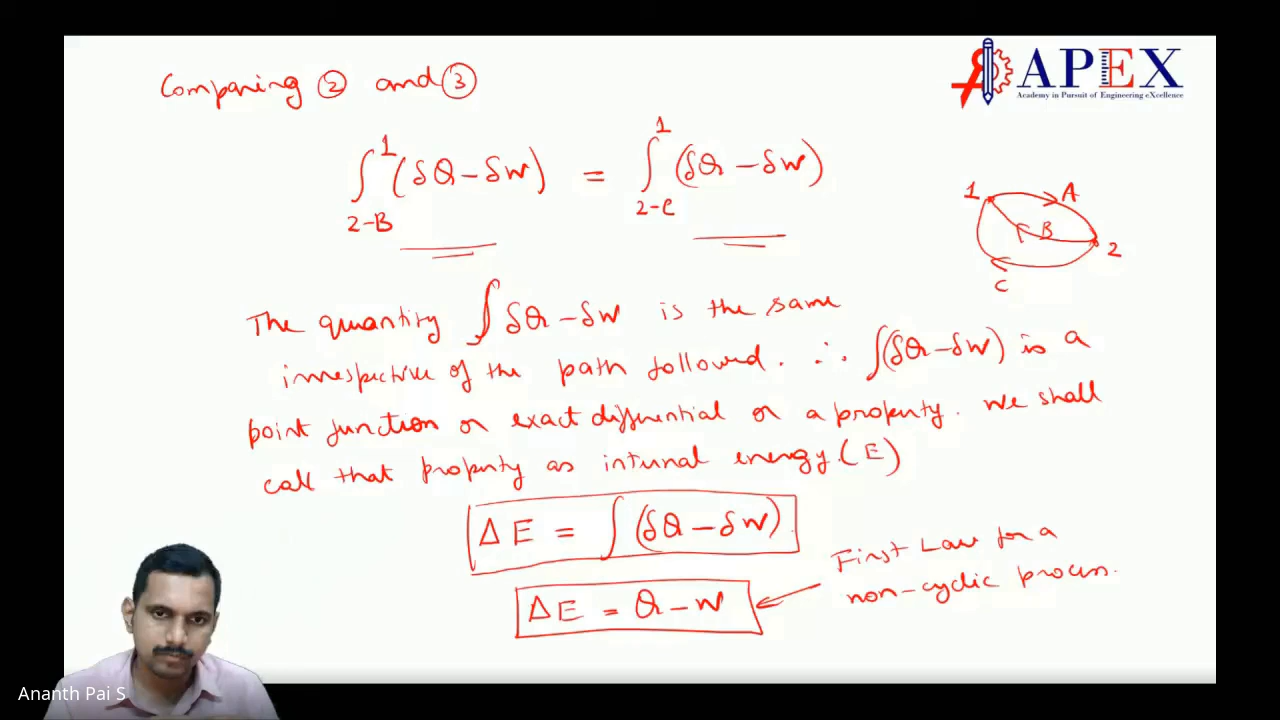 Comparing ② and ③
APEX
Academy in Pursuit of Engineering eXcellence
∫_{2-B}^{1} (δQ - δW) = ∫_{2-C}^{1} (δQ - δW)
1 A B 2 C
The quantity ∫ δQ - δW is the same
irrespective of the path followed. ∴ ∫(δQ - δW) is a
point function or exact differential or a property. We shall
call that property as internal energy. (E)
ΔE = ∫ (δQ - δW)
First Law for a
non-cyclic process.
ΔE = Q - W
Ananth Pai S